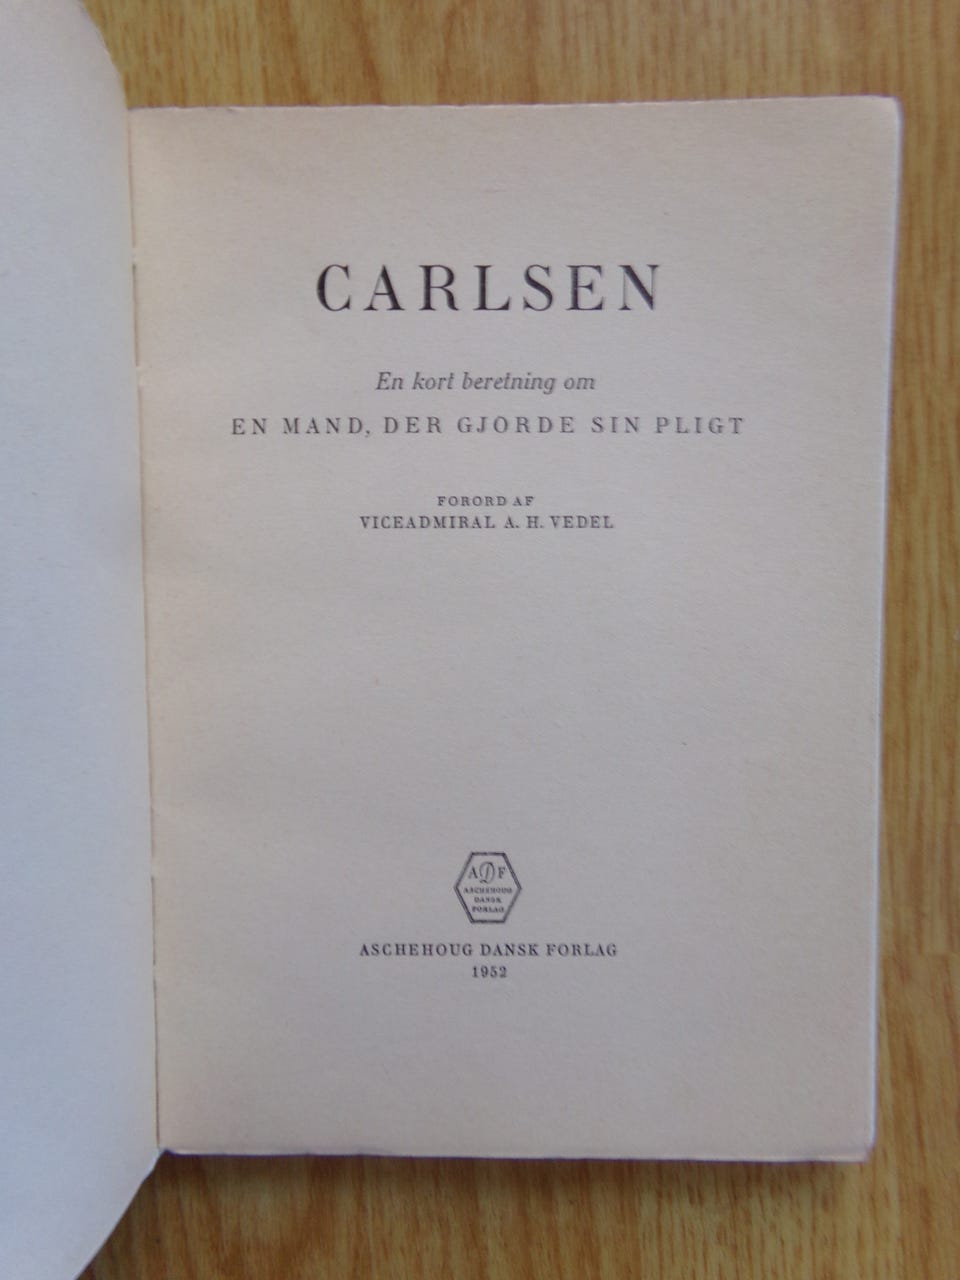 CARLSEN
En kort beretning om
EN MAND, DER GJORDE SIN PLIGT
FORORD AF
VICEADMIRAL A. H. VEDEL
ADF
ASCHEHOUG
DANSK
FORLAG
ASCHEHOUG DANSK FORLAG
1952